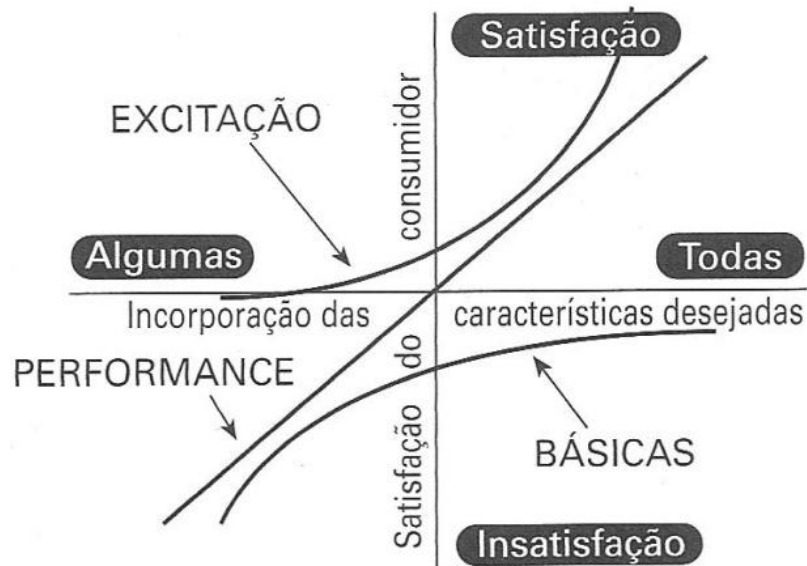 Satisfação
EXCITAÇÃO
Algumas
Todas
Incorporação das características desejadas
PERFORMANCE
BÁSICAS
Satisfação do consumidor
Insatisfação